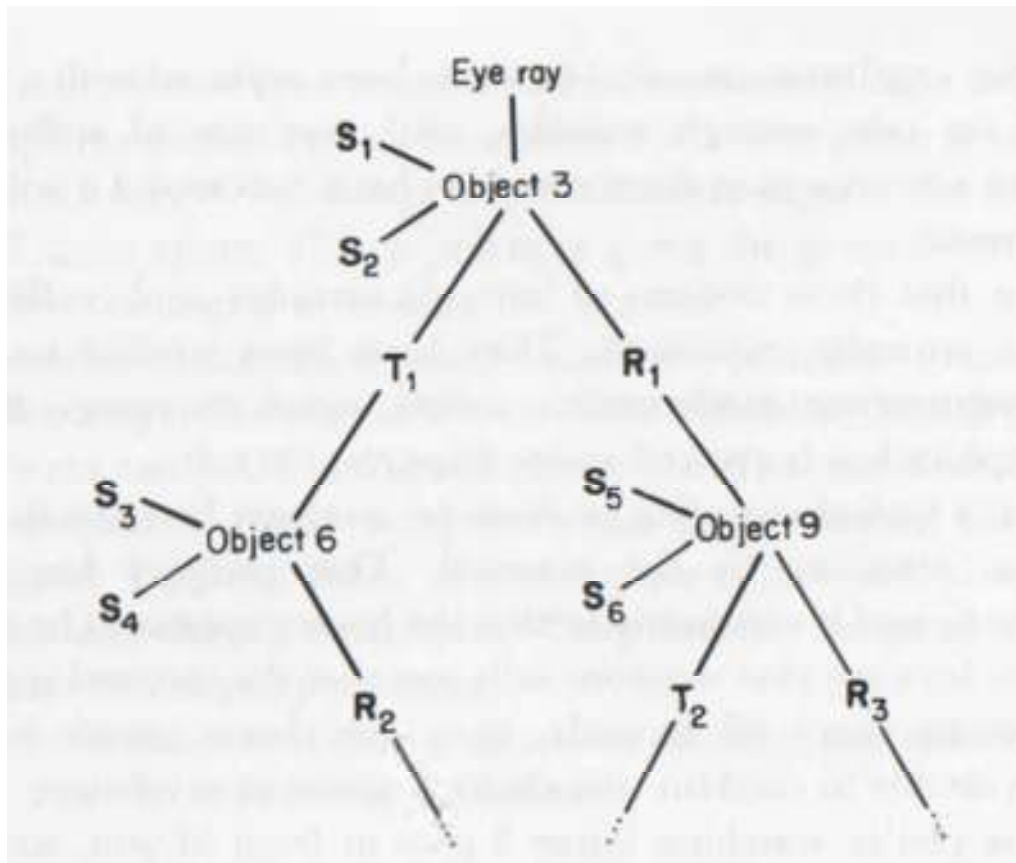 Eye ray
S1
Object 3
S2
T1
R1
S3
S5
Object 6
Object 9
S4
S6
R2
T2
R3